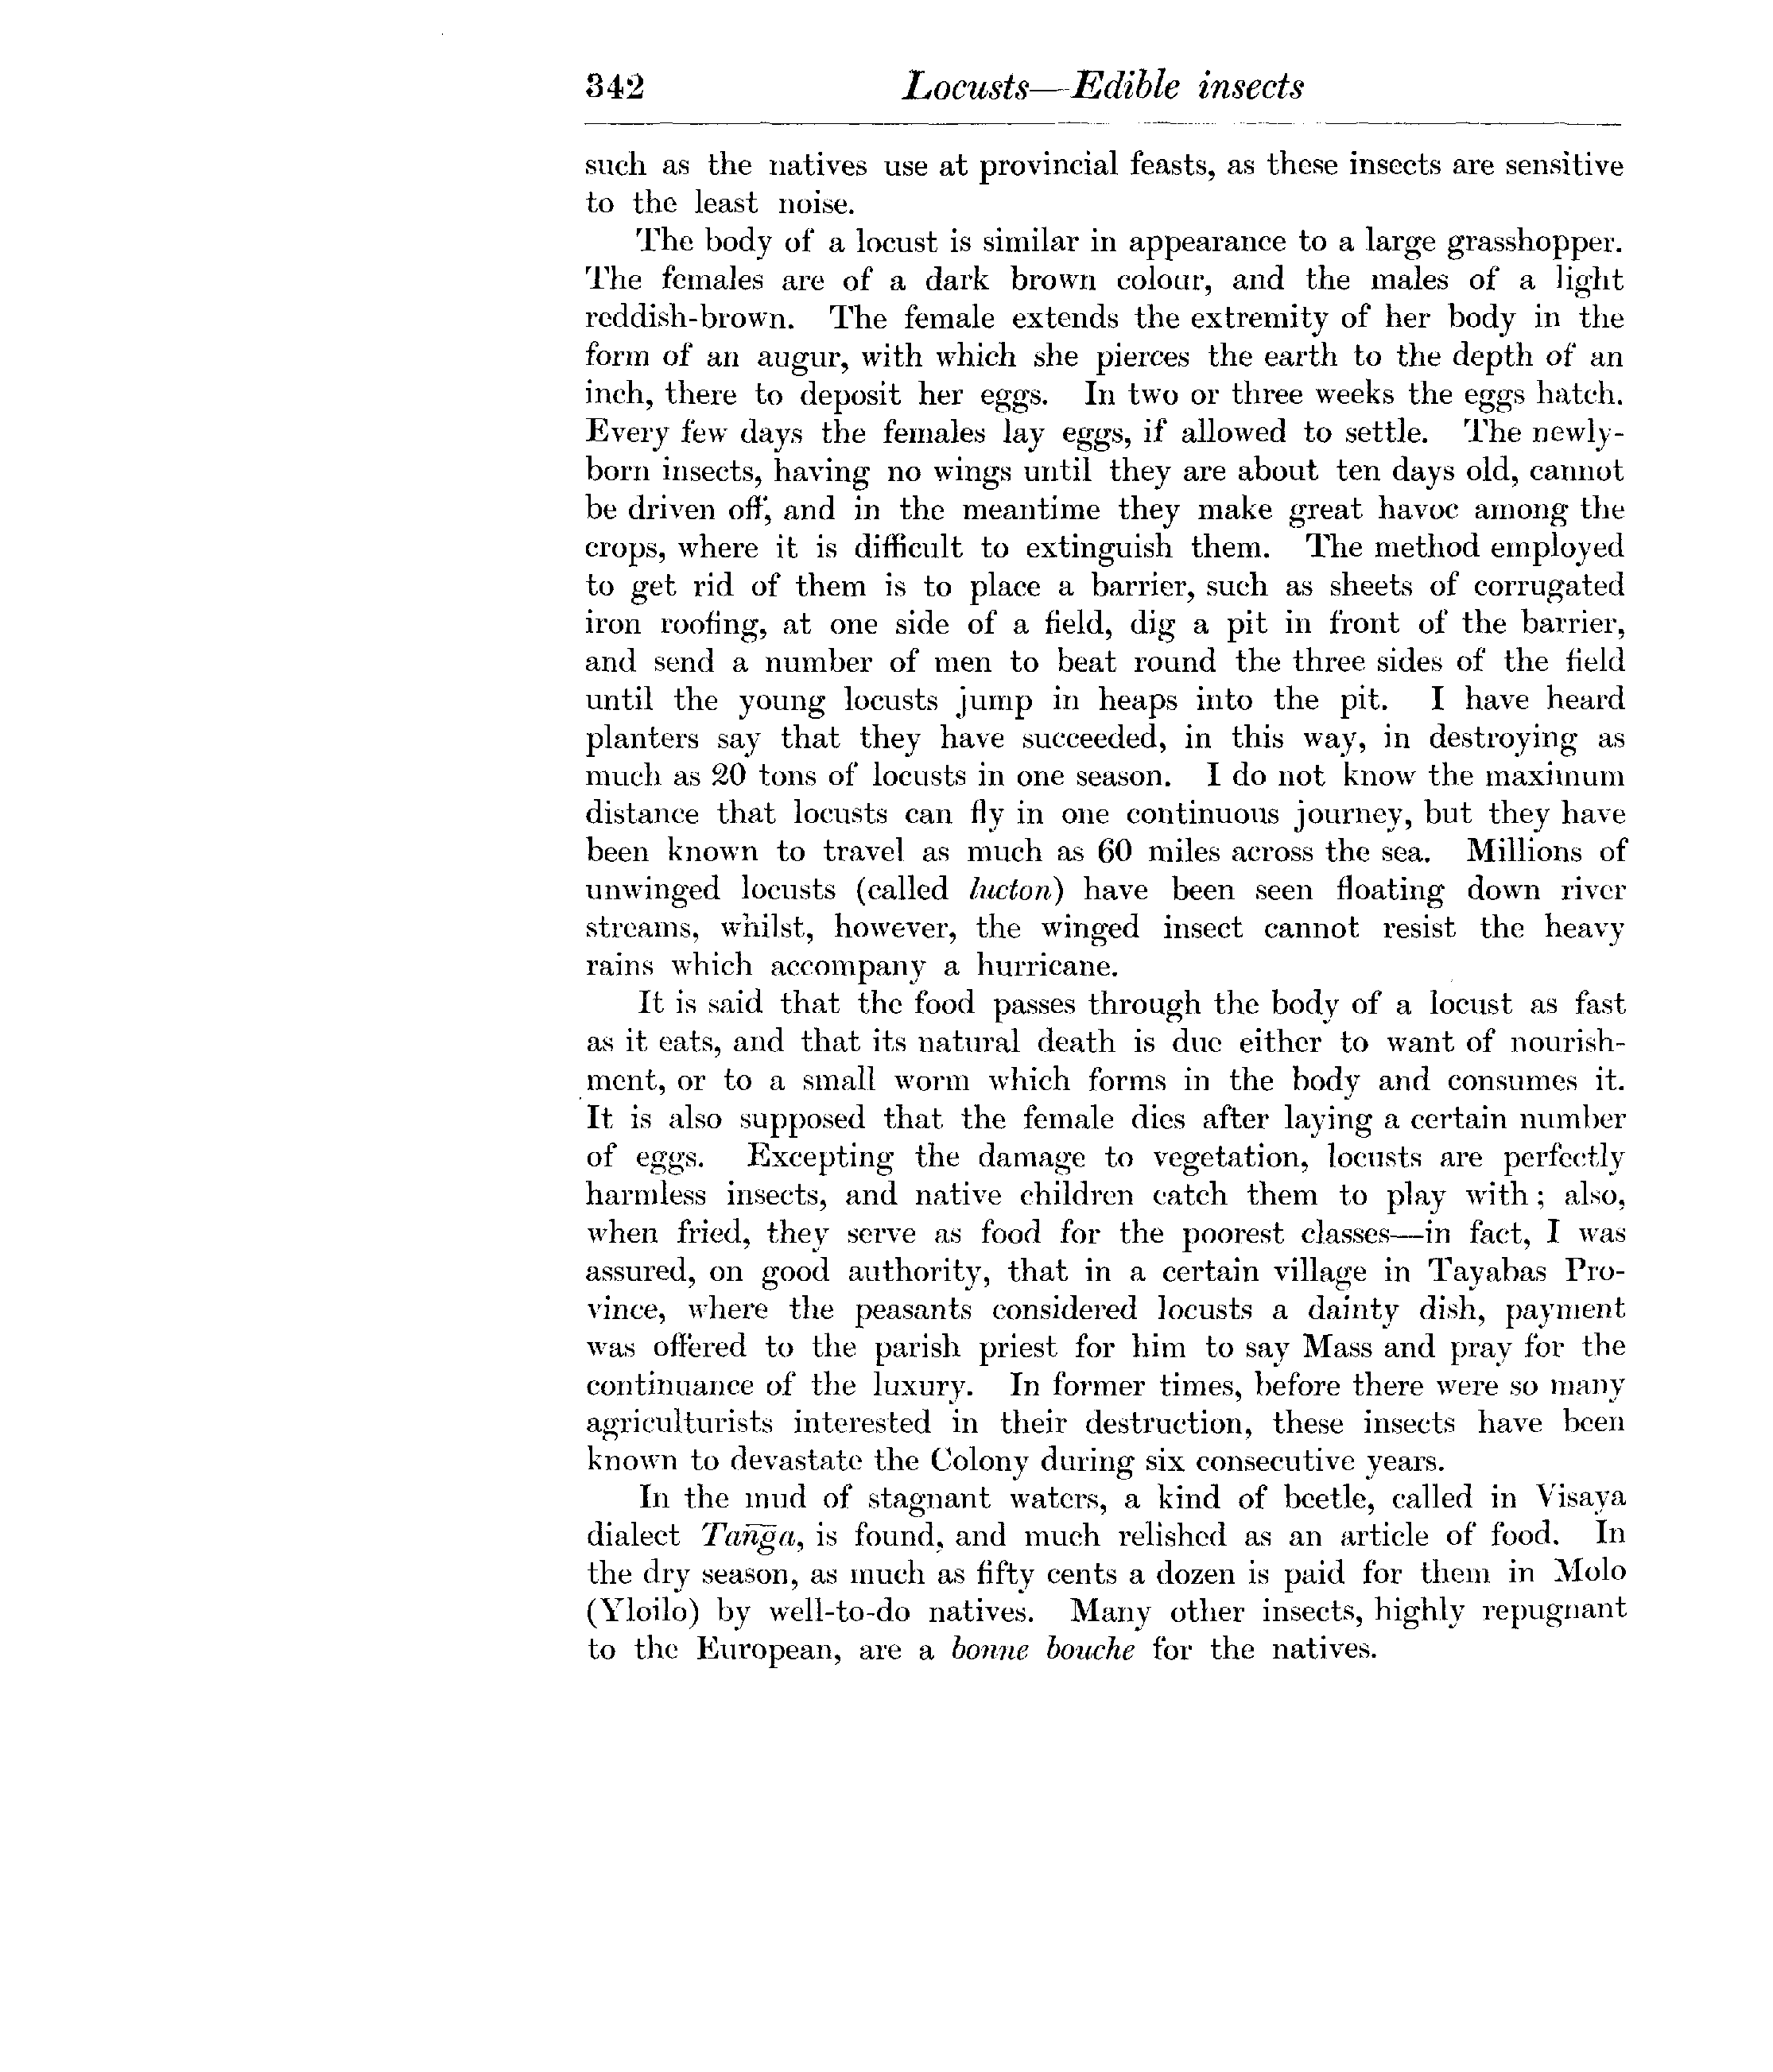 342 Locusts—Edible insects
such as the natives use at provincial feasts, as these insects are sensitive
to the least noise.
The body of a locust is similar in appearance to a large grasshopper.
The females are of a dark brown colour, and the males of a light
reddish-brown. The female extends the extremity of her body in the
form of an augur, with which she pierces the earth to the depth of an
inch, there to deposit her eggs. In two or three weeks the eggs hatch.
Every few days the females lay eggs, if allowed to settle. The newly-
born insects, having no wings until they are about ten days old, cannot
be driven off, and in the meantime they make great havoc among the
crops, where it is difficult to extinguish them. The method employed
to get rid of them is to place a barrier, such as sheets of corrugated
iron roofing, at one side of a field, dig a pit in front of the barrier,
and send a number of men to beat round the three sides of the field
until the young locusts jump in heaps into the pit. I have heard
planters say that they have succeeded, in this way, in destroying as
much as 20 tons of locusts in one season. I do not know the maximum
distance that locusts can fly in one continuous journey, but they have
been known to travel as much as 60 miles across the sea. Millions of
unwinged locusts (called lucton) have been seen floating down river
streams, whilst, however, the winged insect cannot resist the heavy
rains which accompany a hurricane.
It is said that the food passes through the body of a locust as fast
as it eats, and that its natural death is due either to want of nourish-
ment, or to a small worm which forms in the body and consumes it.
It is also supposed that the female dies after laying a certain number
of eggs. Excepting the damage to vegetation, locusts are perfectly
harmless insects, and native children catch them to play with; also,
when fried, they serve as food for the poorest classes—in fact, I was
assured, on good authority, that in a certain village in Tayabas Pro-
vince, where the peasants considered locusts a dainty dish, payment
was offered to the parish priest for him to say Mass and pray for the
continuance of the luxury. In former times, before there were so many
agriculturists interested in their destruction, these insects have been
known to devastate the Colony during six consecutive years.
In the mud of stagnant waters, a kind of beetle, called in Visaya
dialect Tañga, is found, and much relished as an article of food. In
the dry season, as much as fifty cents a dozen is paid for them in Molo
(Yloilo) by well-to-do natives. Many other insects, highly repugnant
to the European, are a bonne bouche for the natives.